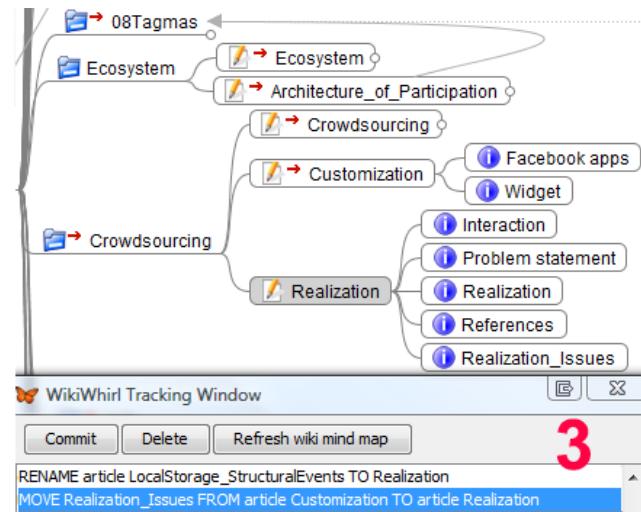 08Tagmas
Ecosystem
Ecosystem
Architecture_of_Participation
Crowdsourcing
Customization
Facebook apps
Widget
Crowdsourcing
Interaction
Problem statement
Realization
Realization
References
Realization_Issues
WikiWhirl Tracking Window
Commit Delete Refresh wiki mind map
3
RENAME article LocalStorage_StructuralEvents TO Realization
MOVE Realization_Issues FROM article Customization TO article Realization